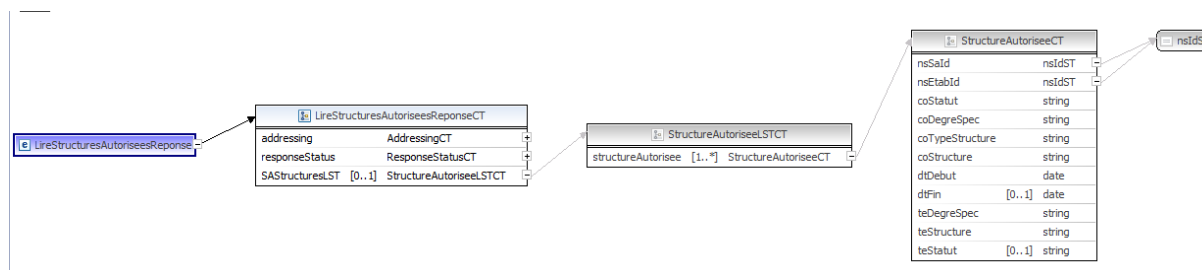 LireStructuresAutoriseesReponse
LireStructuresAutoriseesReponseCT
addressing AddressingCT
responseStatus ResponseStatusCT
SAStructuresLST [0..1] StructureAutoriseeLSTCT
StructureAutoriseeLSTCT
structureAutorisee [1..*] StructureAutoriseeCT
StructureAutoriseeCT
nsSaId nsIdST
nsEtabId nsIdST
coStatut string
coDegreSpec string
coTypeStructure string
coStructure string
dtDebut date
dtFin [0..1] date
teDegreSpec string
teStructure string
teStatut [0..1] string